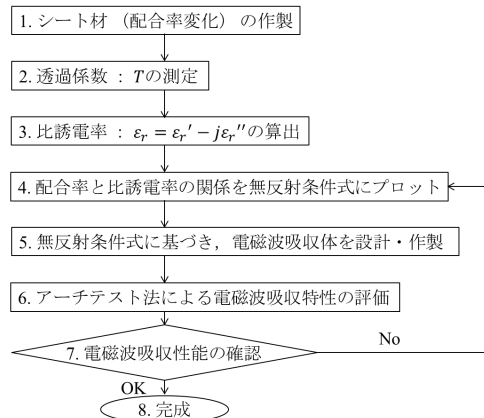 1. シート材 （配合率変化） の作製
2. 透過係数 : Tの測定
3. 比誘電率 : εr = εr′ − jεr″の算出
4. 配合率と比誘電率の関係を無反射条件式にプロット
5. 無反射条件式に基づき，電磁波吸収体を設計・作製
6. アーチテスト法による電磁波吸収特性の評価
7. 電磁波吸収性能の確認
No
OK
8. 完成